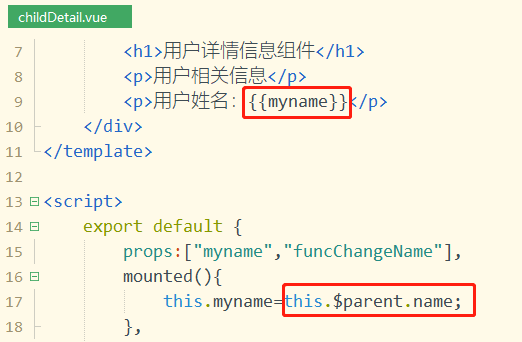 childDetail.vue
7 <h1>用户详情信息组件</h1>
8 <p>用户相关信息</p>
9 <p>用户姓名：{{myname}}</p>
10 </div>
11 </template>
12
13 <script>
14 export default {
15 props:["myname","funcChangeName"],
16 mounted(){
17 this.myname=this.$parent.name;
18 },